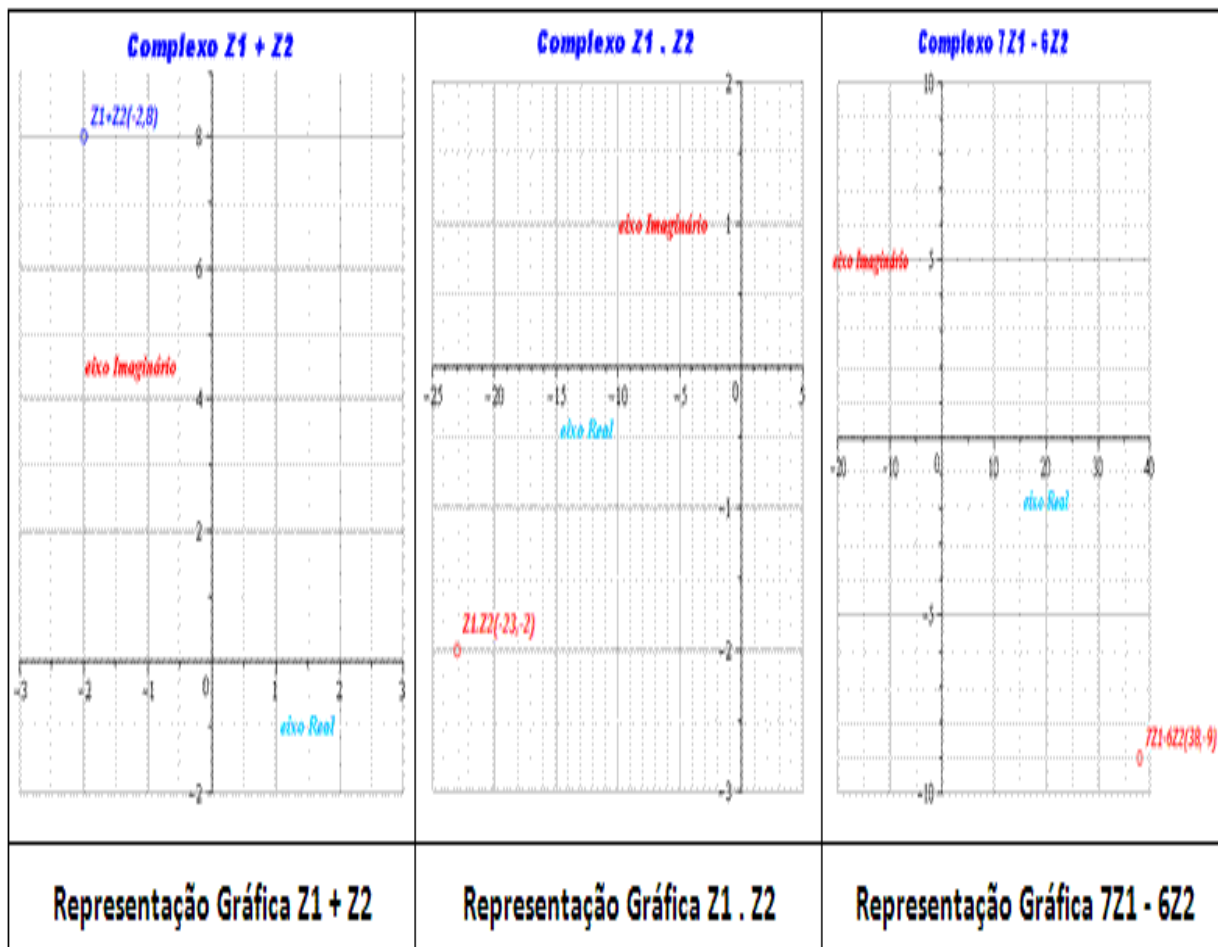 Complexo Z1 + Z2
Z1+Z2(-2,8)
8
6
eixo Imaginário
4
2
-3 -2 -1 0 1 2 3
eixo Real
-2
Representação Gráfica Z1 + Z2
Complexo Z1 . Z2
2
eixo Imaginário 1
-25 -20 -15 -10 -5 0 5
eixo Real
-1
Z1.Z2(-23,-2)
-2
-3
Representação Gráfica Z1 . Z2
Complexo 7Z1 - 6Z2
10
eixo Imaginário 5
-20 -10 0 10 20 30 40
eixo Real
-5
7Z1-6Z2(38,-9)
-10
Representação Gráfica 7Z1 - 6Z2